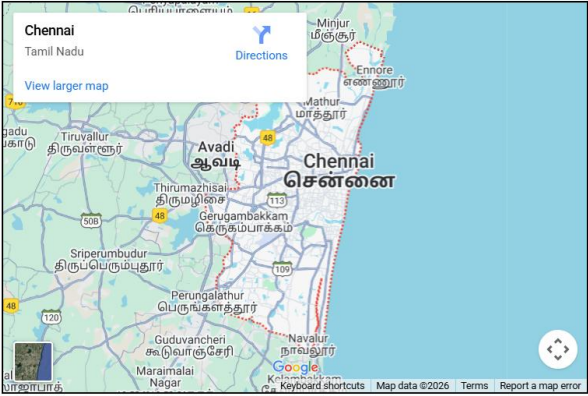 Chennai
Tamil Nadu
Directions
View larger map
Minjur
மீஞ்சூர்
Ennore
எண்ணூர்
Mathur
மாத்தூர்
Tiruvallur
திருவள்ளூர்
Avadi
ஆவடி
48
Chennai
சென்னை
Thirumazhisai
திருமழிசை
113
48
50B
Gerugambakkam
கெருகம்பாக்கம்
Sriperumbudur
திருப்பெரும்புதூர்
109
48
120
Perungalathur
பெருங்களத்தூர்
Navalur
நாவலூர்
Guduvancheri
கூடுவாஞ்சேரி
Maraimalai
Nagar
Google
Keyboard shortcuts Map data ©2026 Terms Report a map error